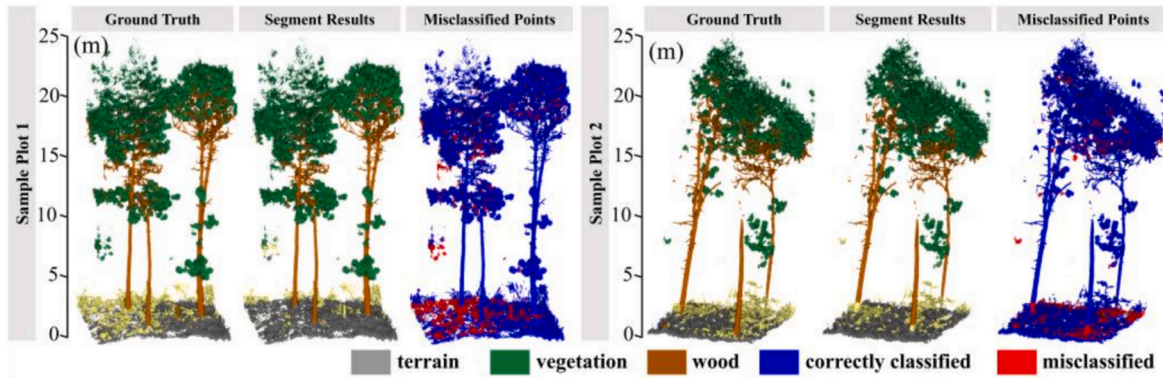 Ground Truth Segment Results Misclassified Points Ground Truth Segment Results Misclassified Points
Sample Plot 1
25
20
15
10
5
0
(m)
Sample Plot 2
25
20
15
10
5
0
(m)
terrain vegetation wood correctly classified misclassified